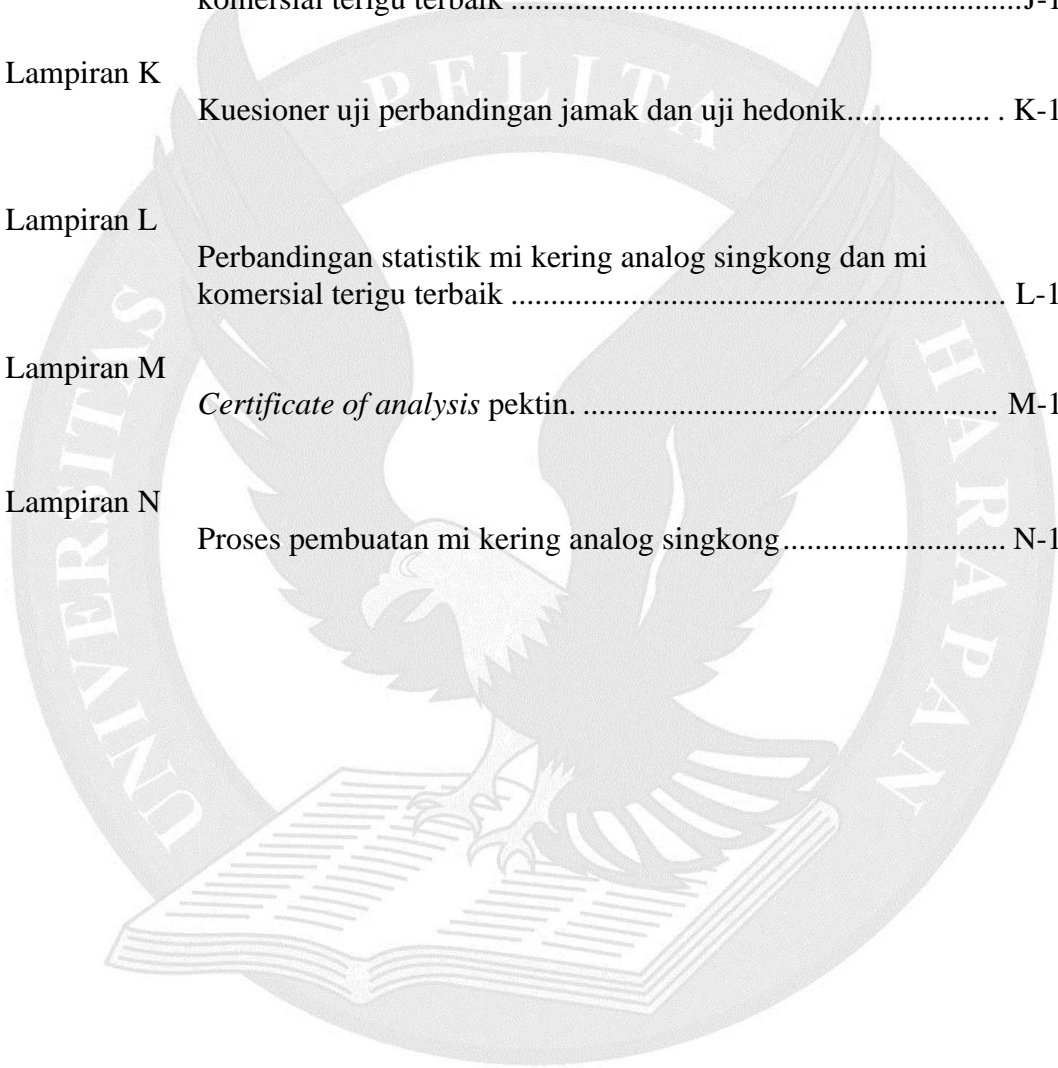 komersial terigu terbaik ................................................................J-1
Lampiran K
Kuesioner uji perbandingan jamak dan uji hedonik.................. . K-1
Lampiran L
Perbandingan statistik mi kering analog singkong dan mi
komersial terigu terbaik .............................................................. L-1
Lampiran M
Certificate of analysis pektin. .................................................... M-1
Lampiran N
Proses pembuatan mi kering analog singkong............................ N-1
UNIVERSITAS PELITA HARAPAN